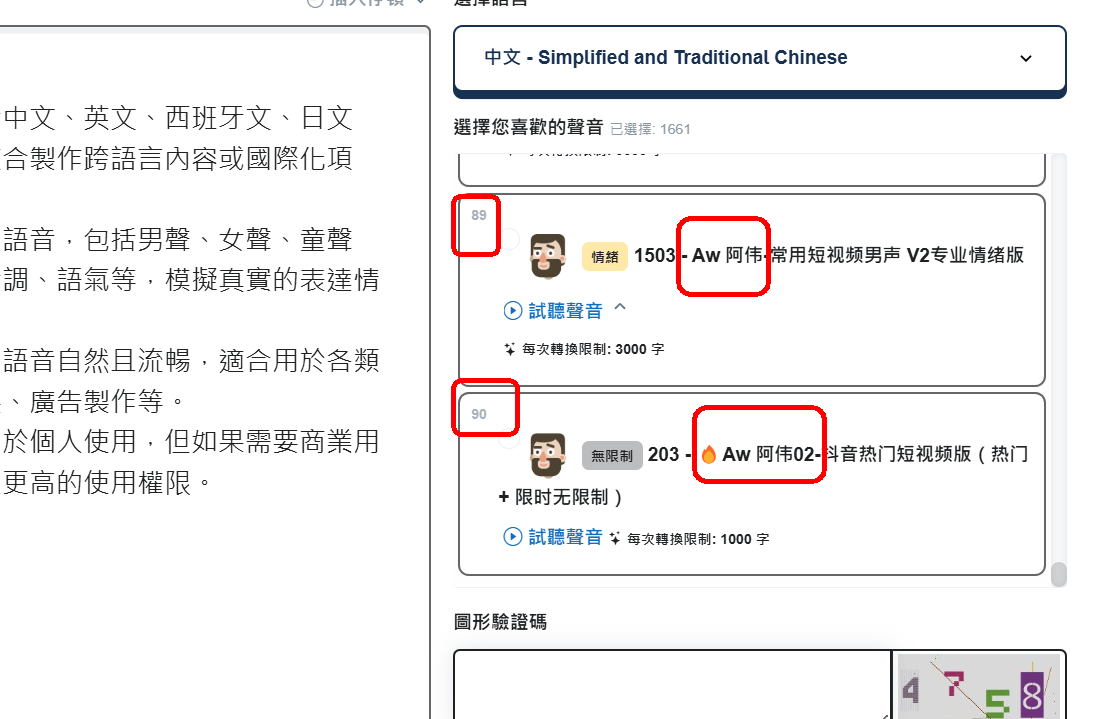 選擇語言
中文 - Simplified and Traditional Chinese
選擇您喜歡的聲音 已選擇: 1661
中文、英文、西班牙文、日文
合製作跨語言內容或國際化項
語音，包括男聲、女聲、童聲
調、語氣等，模擬真實的表達情
語音自然且流暢，適合用於各類
、廣告製作等。
於個人使用，但如果需要商業用
更高的使用權限。
89
情緒 1503 - Aw 阿伟-常用短视频男声 V2专业情绪版
試聽聲音
每次轉換限制: 3000 字
90
無限制 203 - 🔥 Aw 阿伟02-抖音热门短视频版（热门
+ 限时无限制）
試聽聲音 每次轉換限制: 1000 字
圖形驗證碼
4 7 5 8